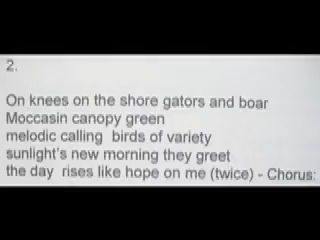 2.
On knees on the shore gators and boar
Moccasin canopy green
melodic calling  birds of variety
sunlight's new morning they greet
the day  rises like hope on me (twice) - Chorus: